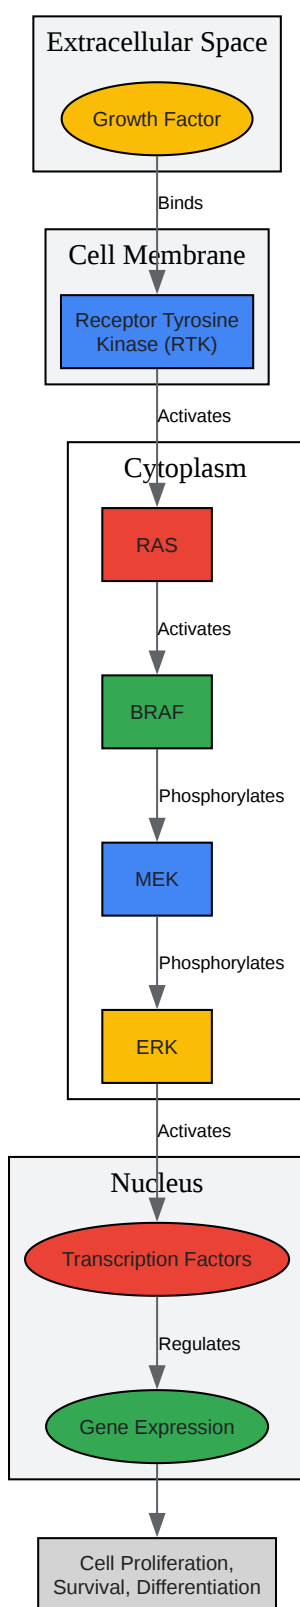 Extracellular Space
Growth Factor
Binds
Cell Membrane
Receptor Tyrosine
Kinase (RTK)
Activates
Cytoplasm
RAS
Activates
BRAF
Phosphorylates
MEK
Phosphorylates
ERK
Activates
Nucleus
Transcription Factors
Regulates
Gene Expression
Cell Proliferation,
Survival, Differentiation